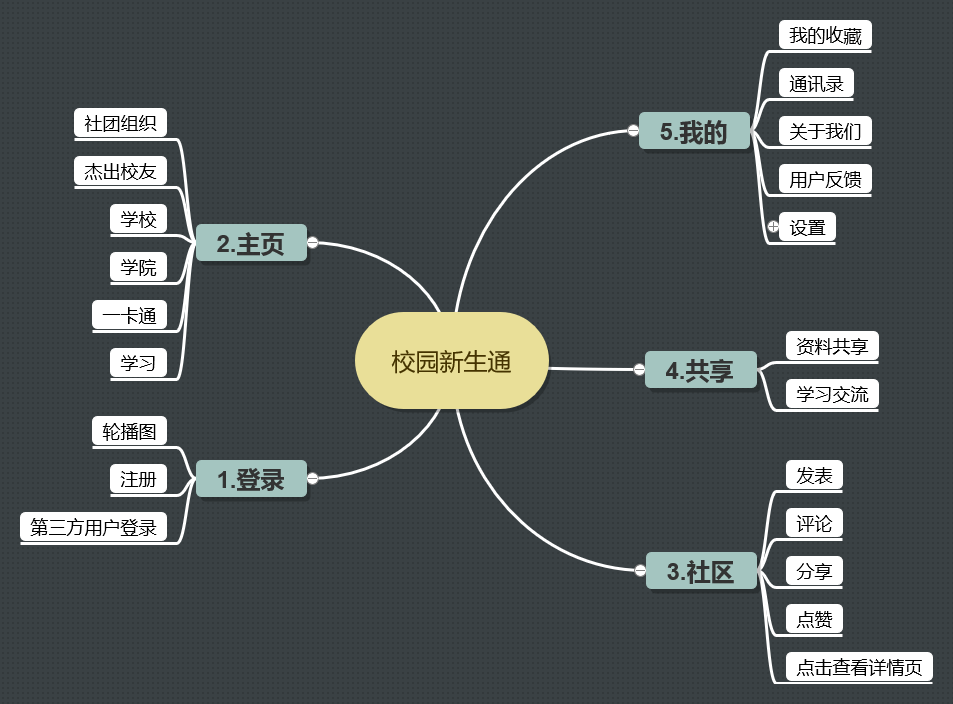 校园新生通
1.登录
轮播图
注册
第三方用户登录
2.主页
社团组织
杰出校友
学校
学院
一卡通
学习
3.社区
发表
评论
分享
点赞
点击查看详情页
4.共享
资料共享
学习交流
5.我的
我的收藏
通讯录
关于我们
用户反馈
设置